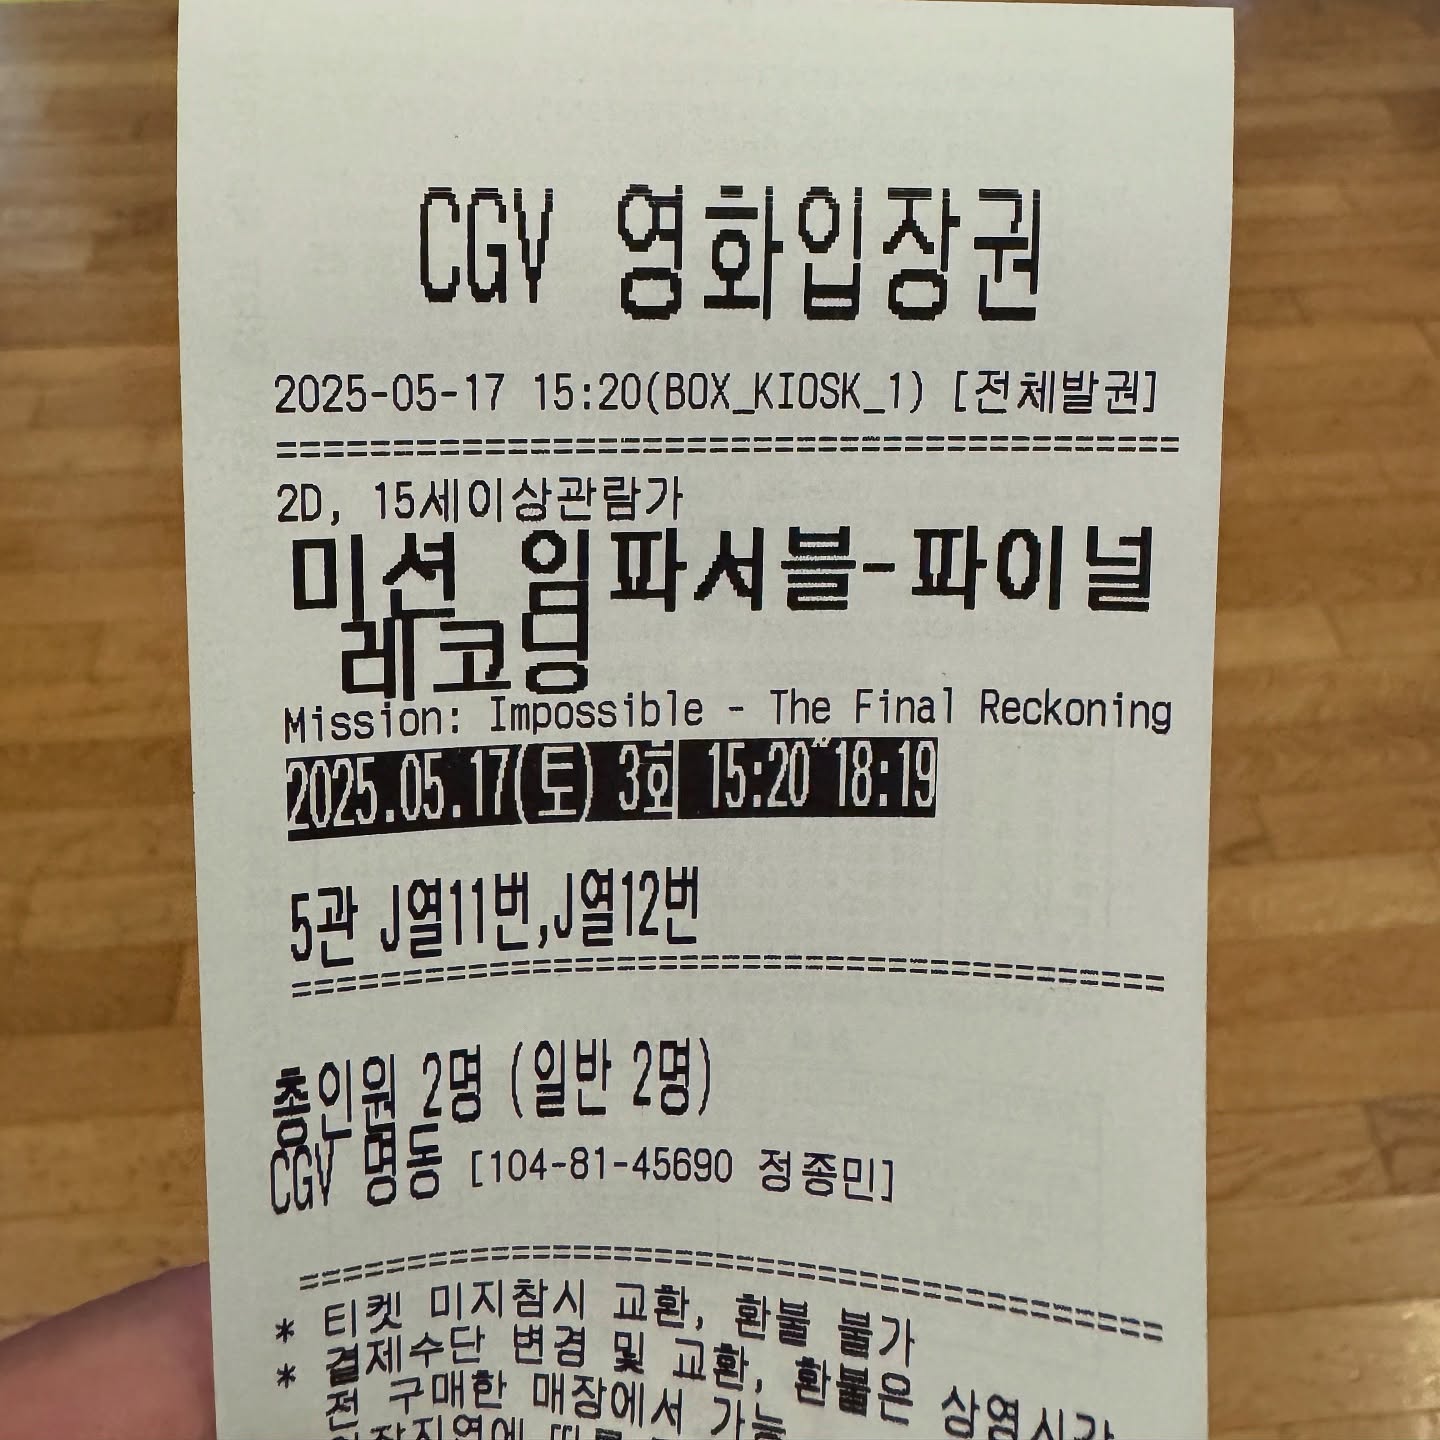 CGV 영화입장권
2025-05-17 15:20(BOX_KIOSK_1) [전체발권]
=======================================
2D, 15세이상관람가
미션 임파서블-파이널
레코닝
Mission: Impossible - The Final Reckoning
2025.05.17(토) 3회 15:20~18:19
5관 J열11번,J열12번
=======================================
총인원 2명 (일반 2명)
CGV 명동 [104-81-45690 정종민]
=======================================
* 티켓 미지참시 교환, 환불 불가
* 결제수단 변경 및 교환, 환불은 상영시간
전 구매한 매장에서 가능